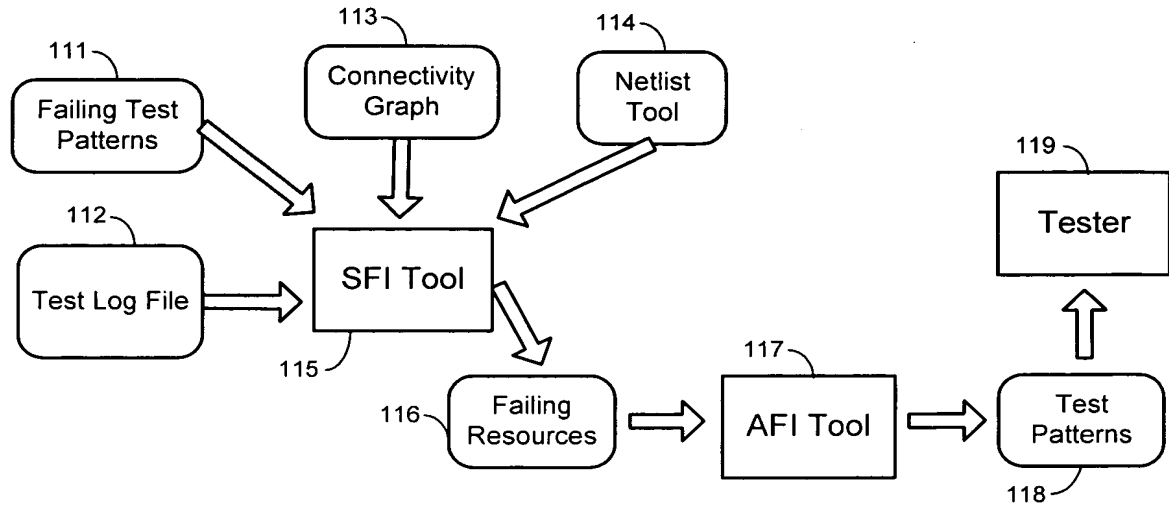 111
Failing Test
Patterns
113
Connectivity
Graph
114
Netlist
Tool
112
Test Log File
SFI Tool
115
119
Tester
116
Failing
Resources
117
AFI Tool
Test
Patterns
118